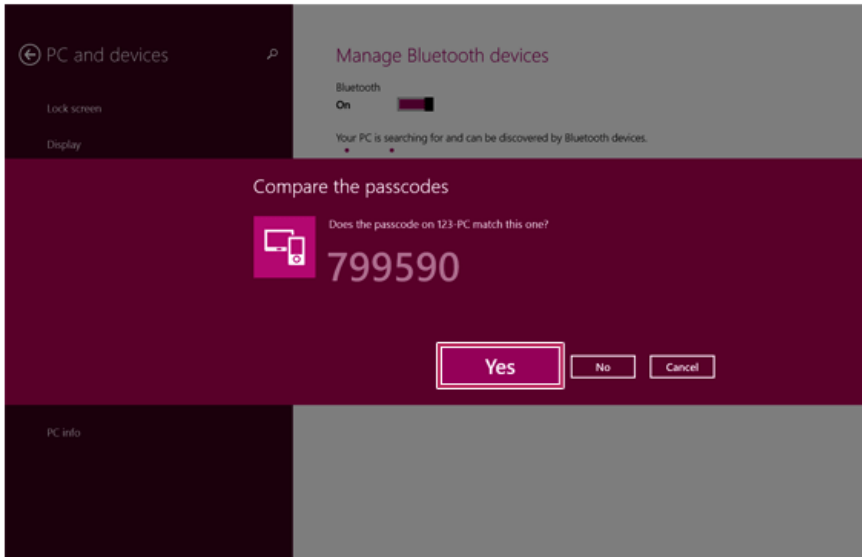 PC and devices
Lock screen
Display
PC info
Manage Bluetooth devices
Bluetooth
On
Your PC is searching for and can be discovered by Bluetooth devices.
Compare the passcodes
Does the passcode on 123-PC match this one?
799590
Yes
No
Cancel